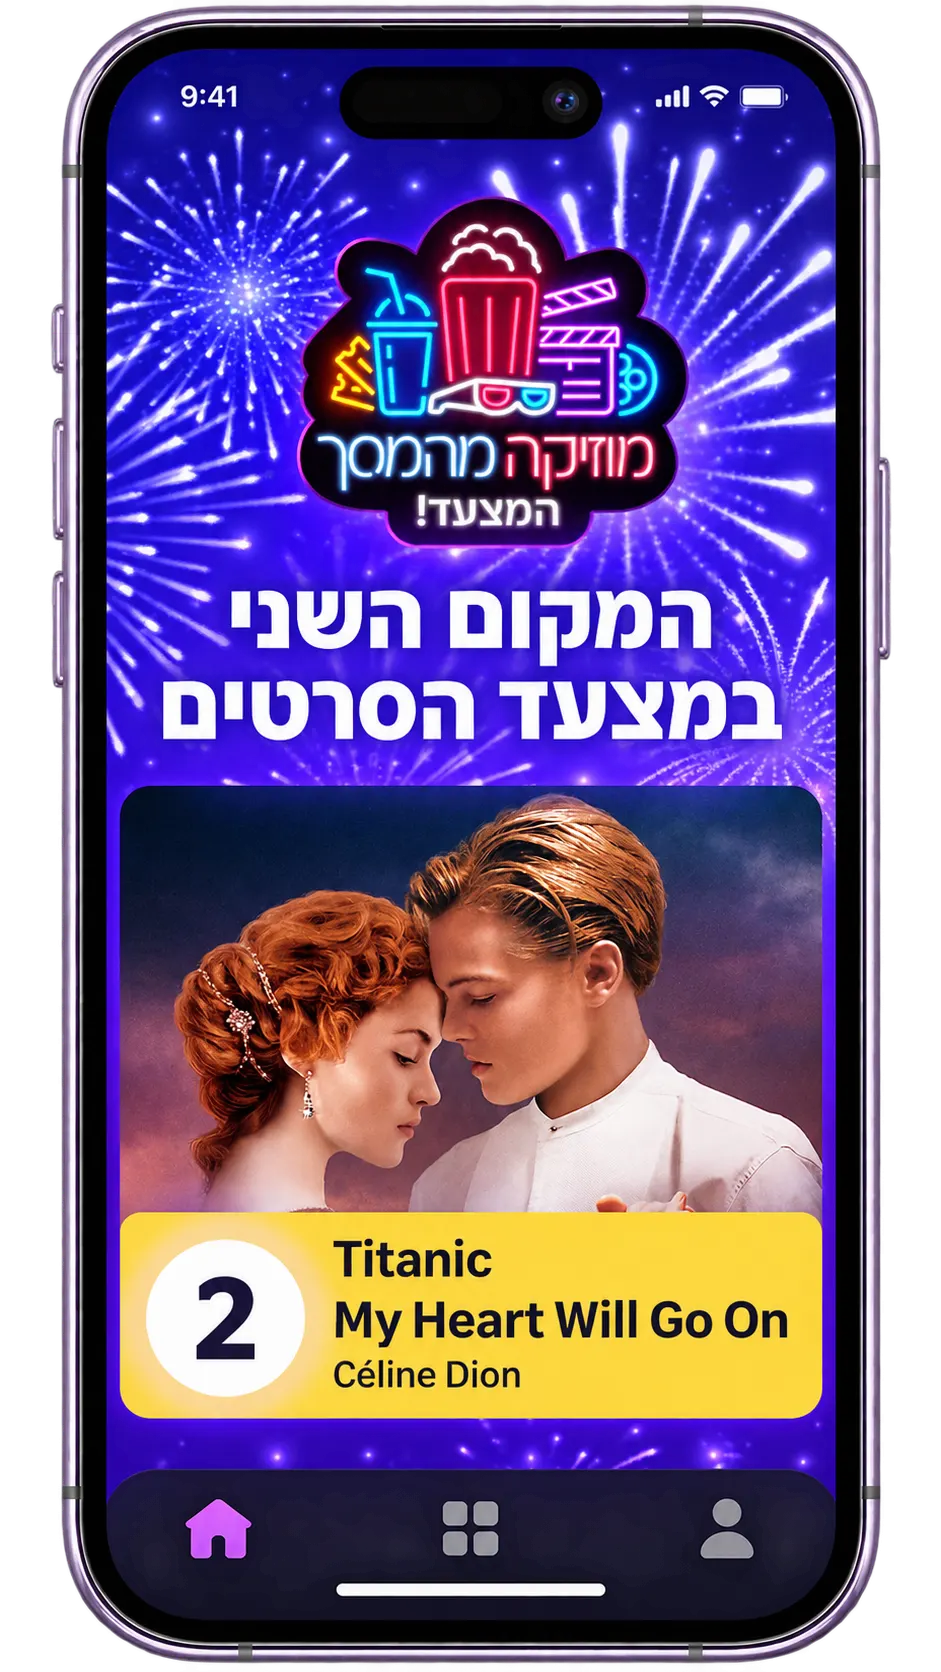 9:41
מוזיקה מהמסך
המצעד!
המקום השני
במצעד הסרטים
2
Titanic
My Heart Will Go On
Céline Dion